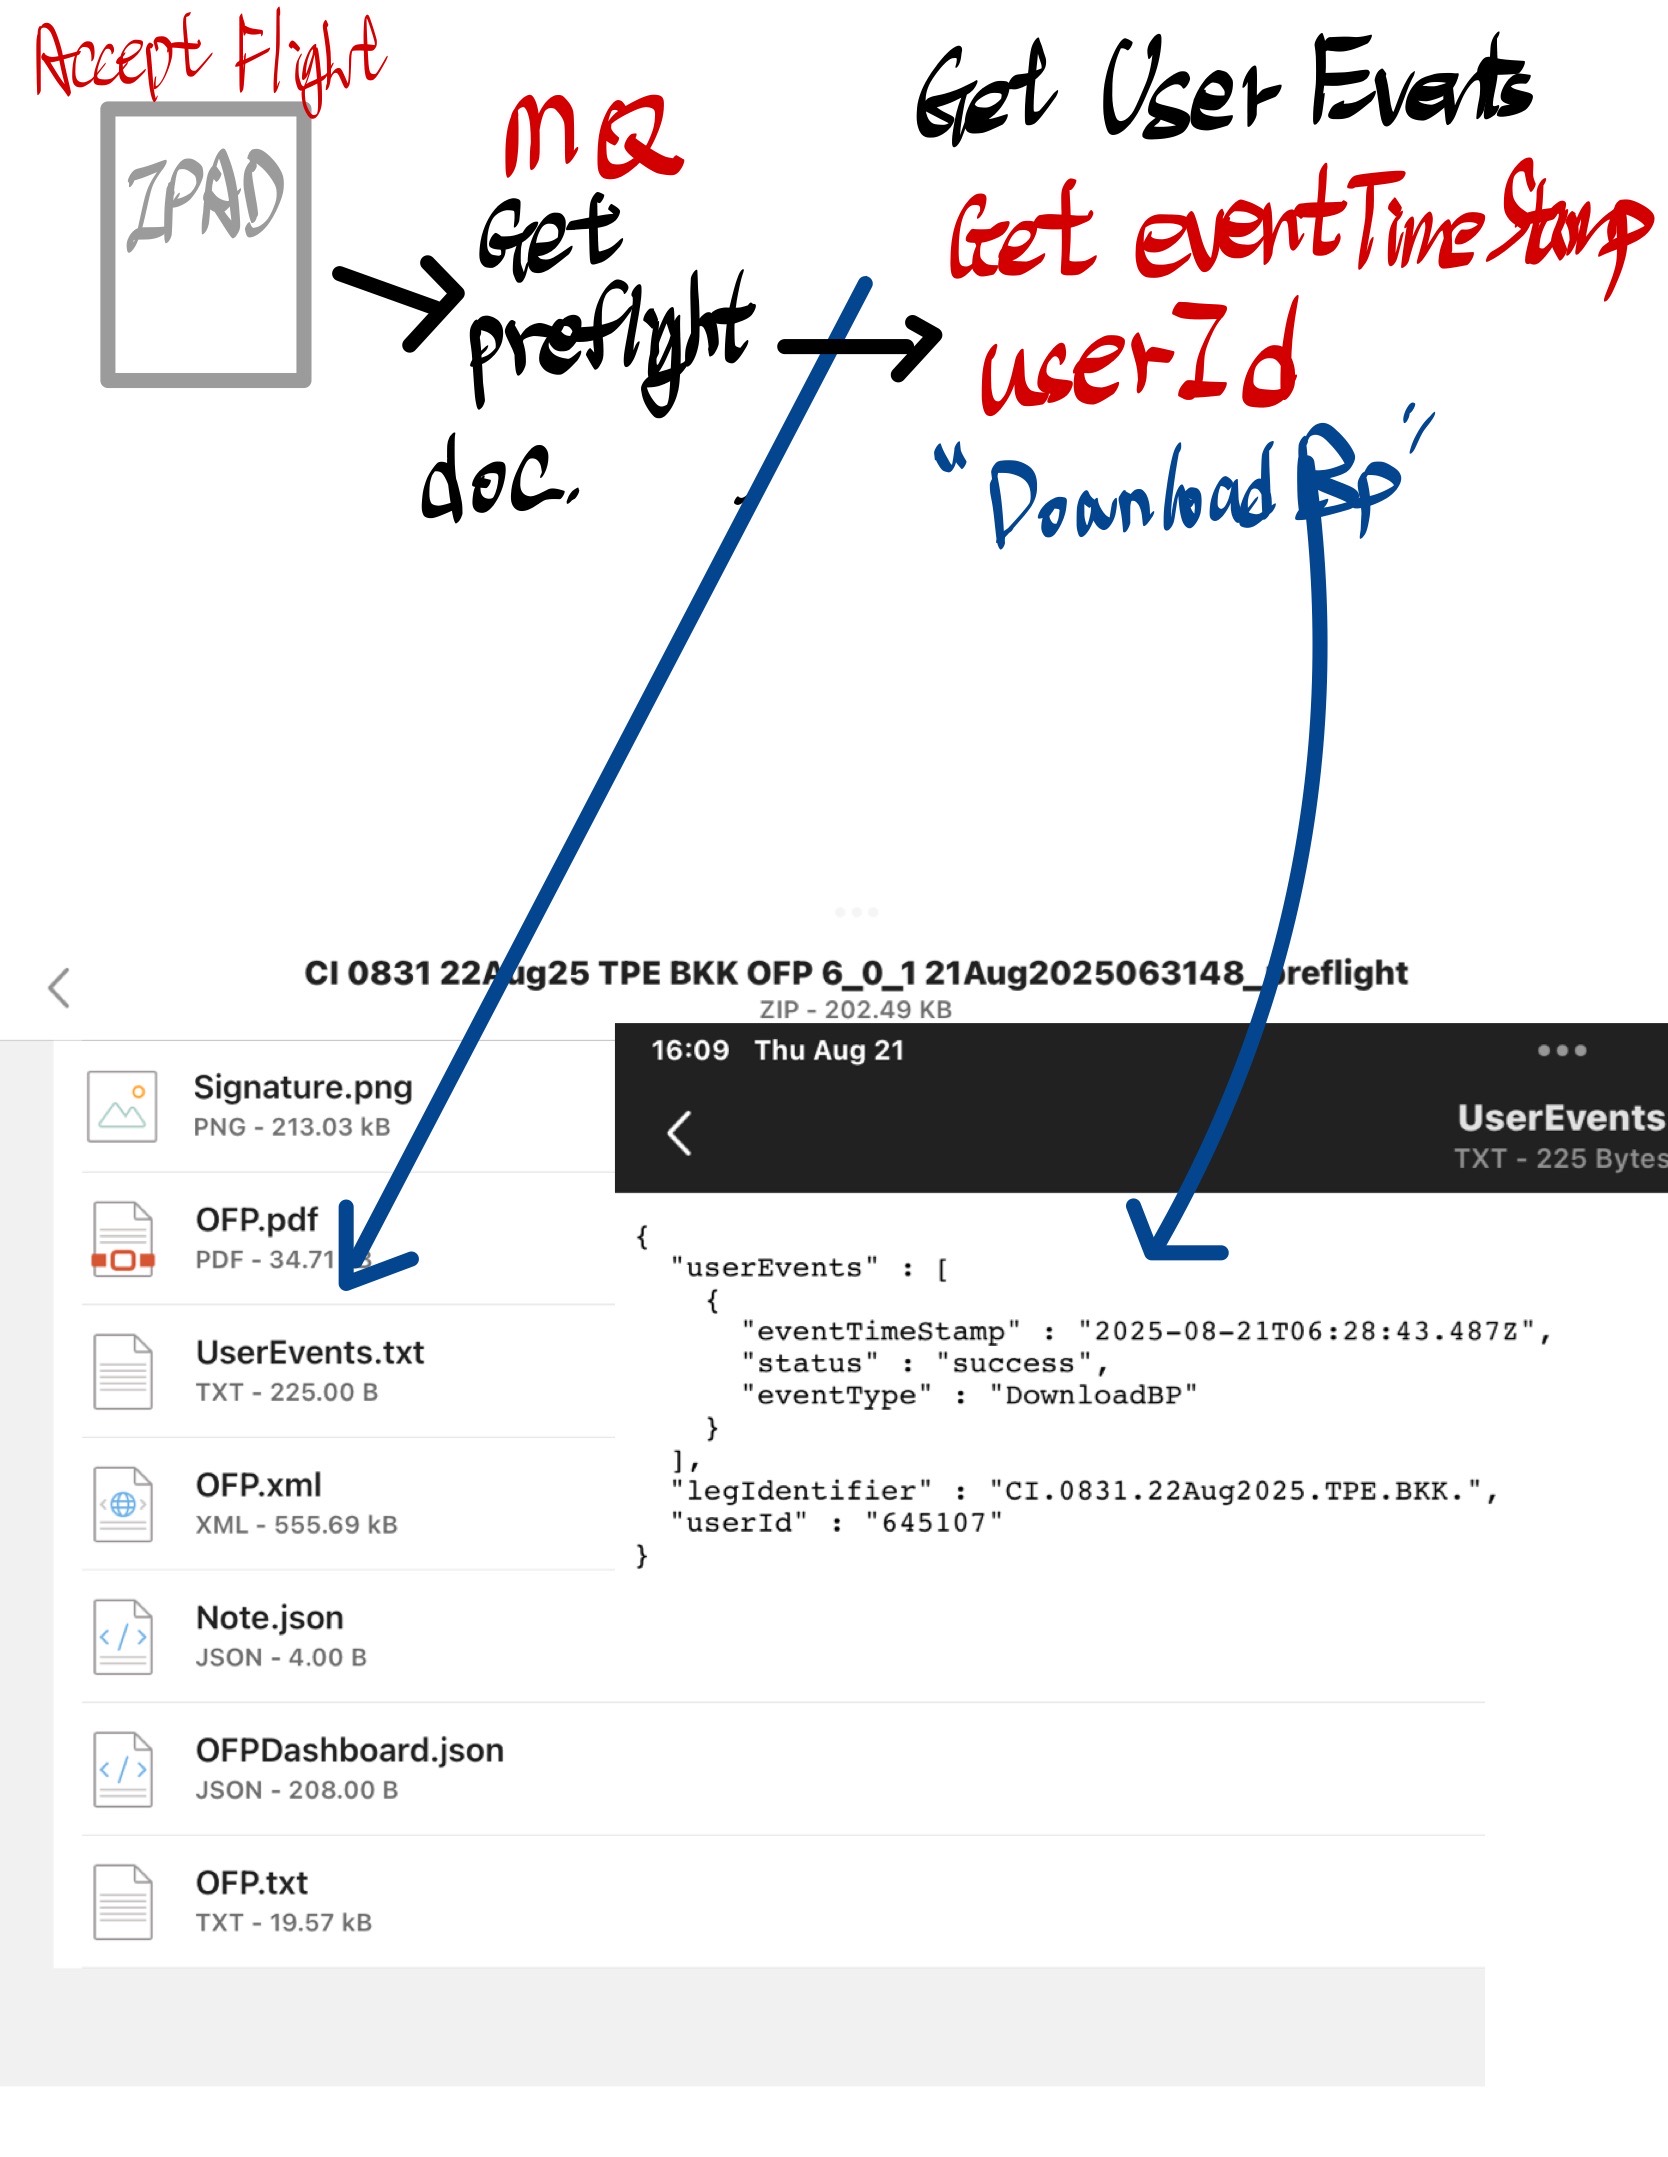 Accept Flight
IPAD
MQ
Get
preflight
doc.
Get User Events
Get eventTimeStamp
userId
"DownloadBp"
CI 0831 22Aug25 TPE BKK OFP 6_0_1 21Aug2025063148_preflight
ZIP - 202.49 KB
Signature.png
PNG - 213.03 kB
OFP.pdf
PDF - 34.71
UserEvents.txt
TXT - 225.00 B
OFP.xml
XML - 555.69 kB
Note.json
JSON - 4.00 B
OFPDashboard.json
JSON - 208.00 B
OFP.txt
TXT - 19.57 kB
16:09 Thu Aug 21
UserEvents
TXT - 225 Bytes
{
"userEvents" : [
{
"eventTimeStamp" : "2025-08-21T06:28:43.487Z",
"status" : "success",
"eventType" : "DownloadBP"
}
],
"legIdentifier" : "CI.0831.22Aug2025.TPE.BKK.",
"userId" : "645107"
}